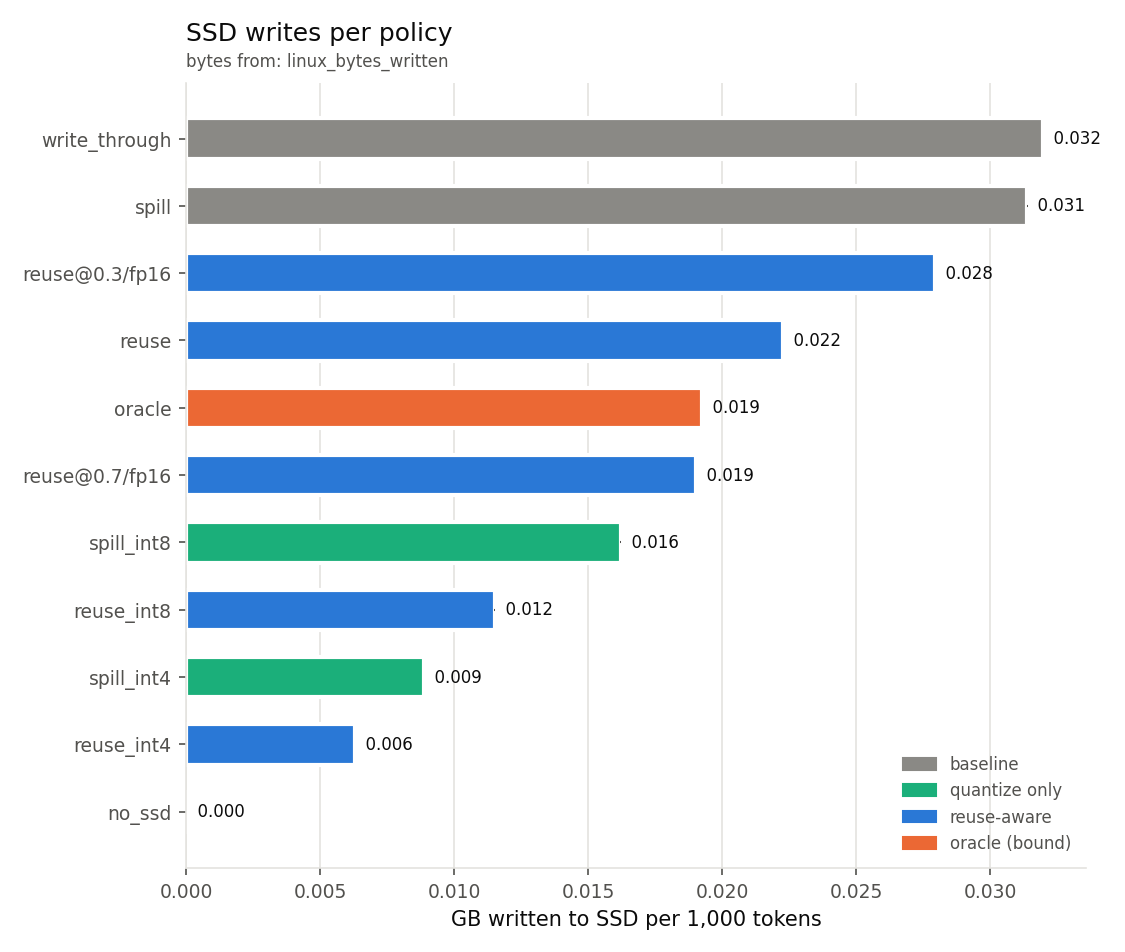 SSD writes per policy
bytes from: linux_bytes_written
write_through 0.032
spill 0.031
reuse@0.3/fp16 0.028
reuse 0.022
oracle 0.019
reuse@0.7/fp16 0.019
spill_int8 0.016
reuse_int8 0.012
spill_int4 0.009
reuse_int4 0.006
no_ssd 0.000
baseline
quantize only
reuse-aware
oracle (bound)
0.000 0.005 0.010 0.015 0.020 0.025 0.030
GB written to SSD per 1,000 tokens